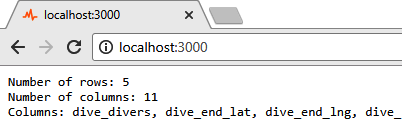 localhost:3000
localhost:3000
Number of rows: 5
Number of columns: 11
Columns: dive_divers, dive_end_lat, dive_end_lng, dive_